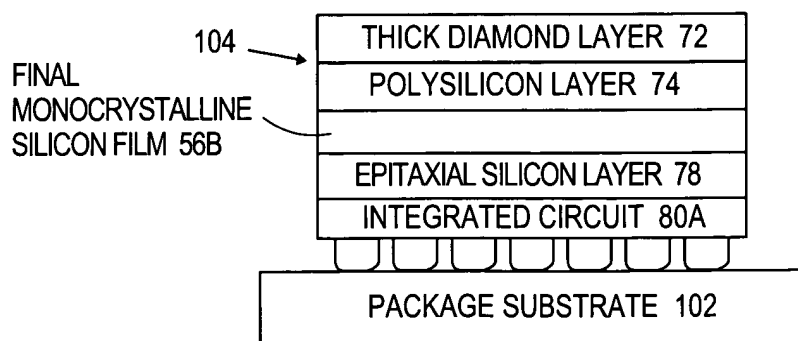 104
THICK DIAMOND LAYER 72
FINAL
MONOCRYSTALLINE
SILICON FILM 56B
POLYSILICON LAYER 74
EPITAXIAL SILICON LAYER 78
INTEGRATED CIRCUIT 80A
PACKAGE SUBSTRATE 102